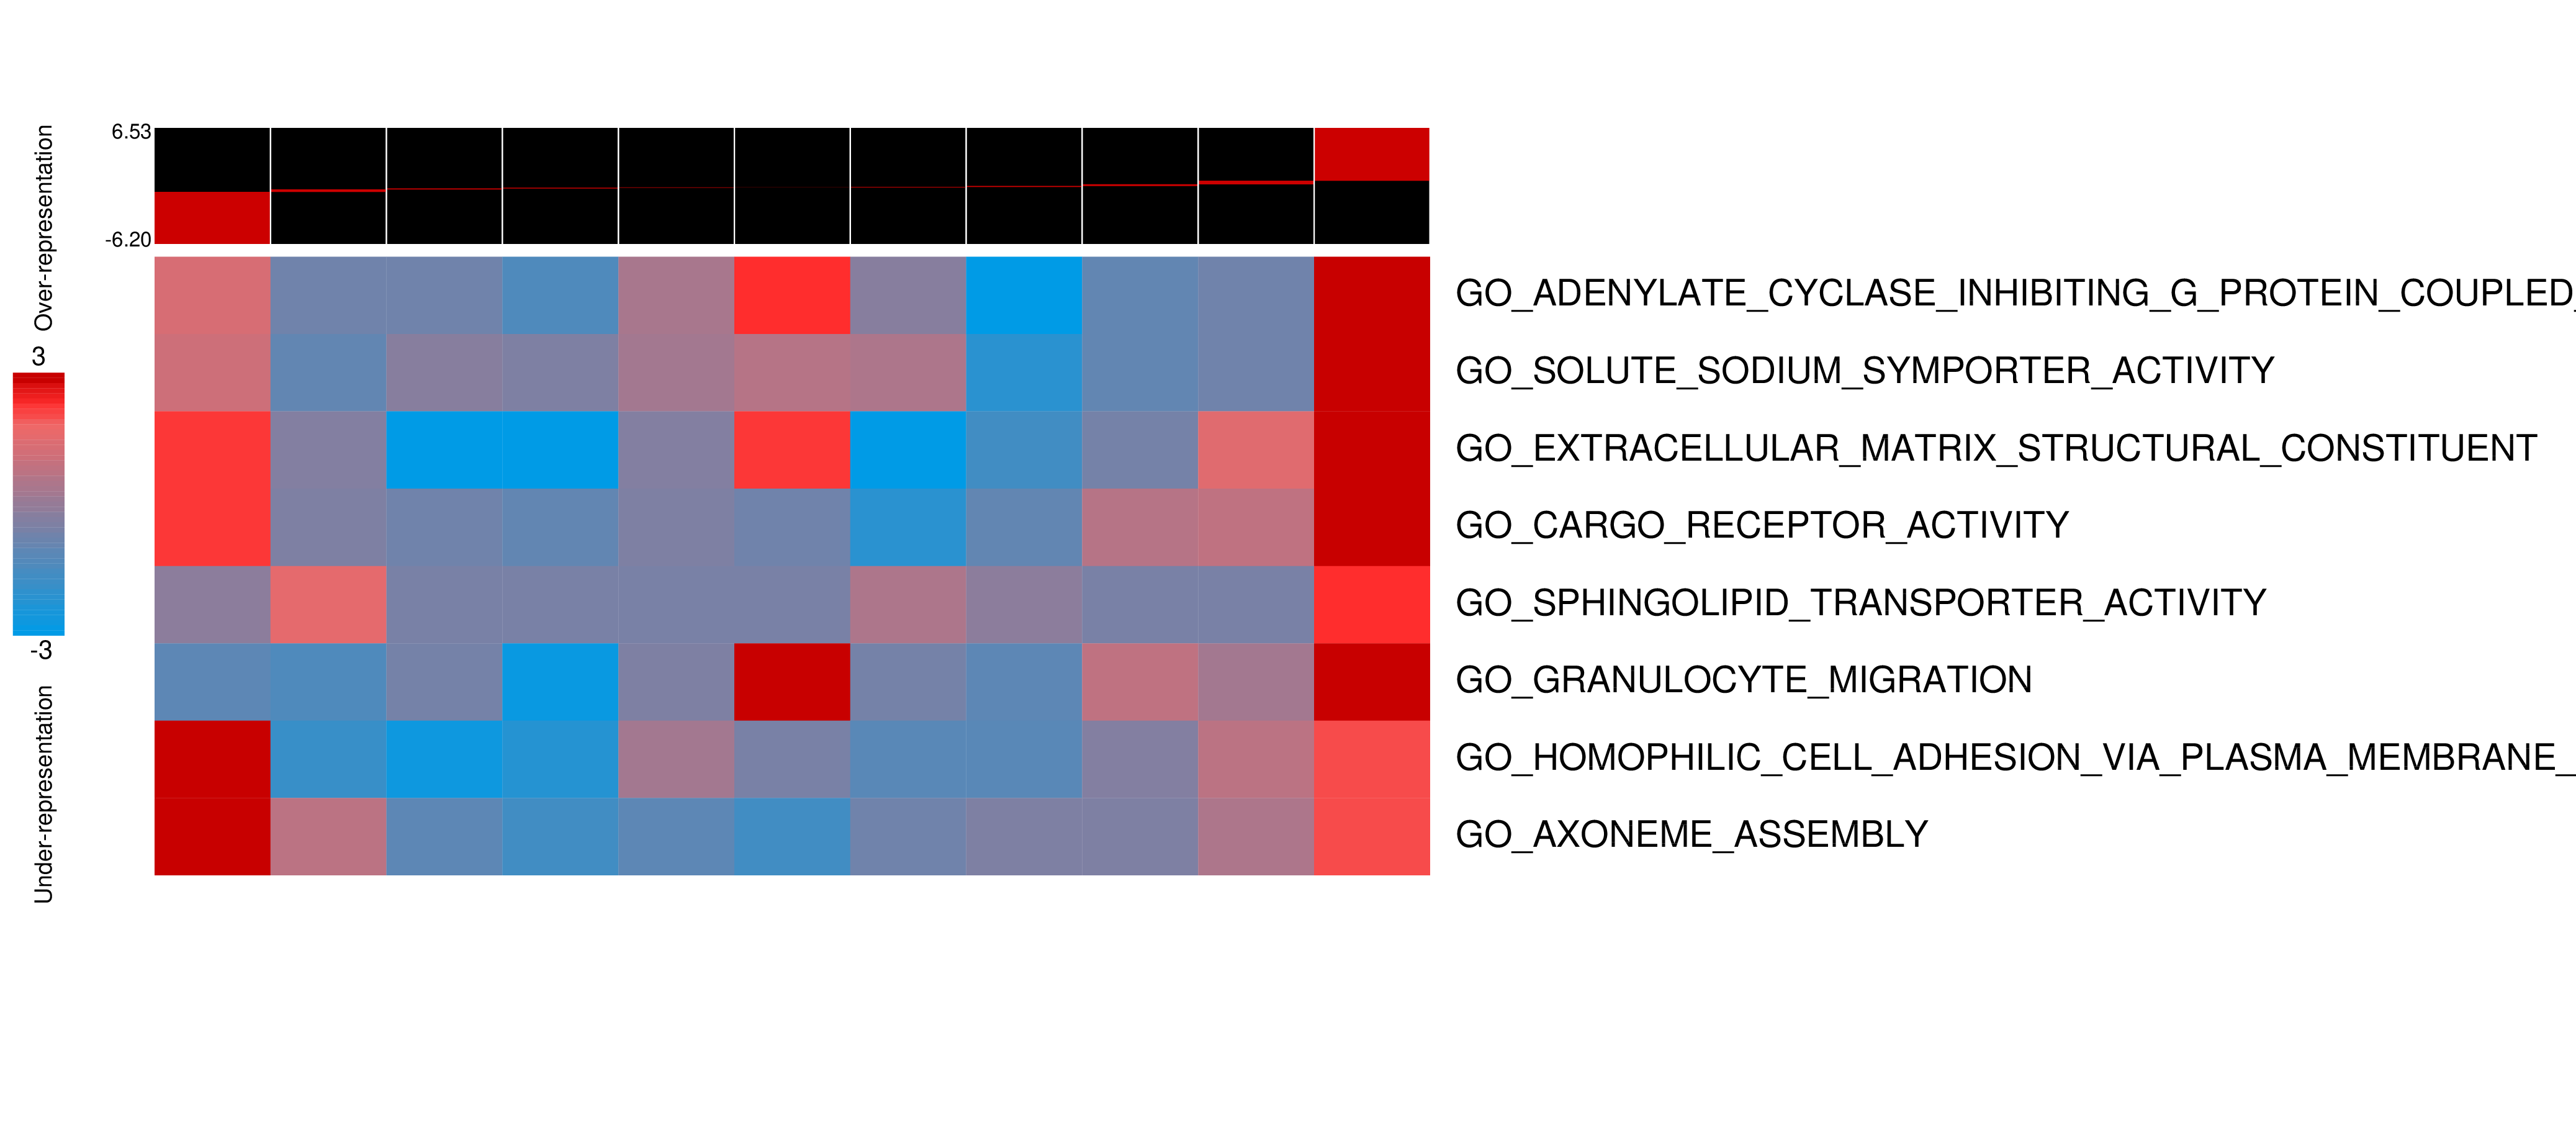 Over-representation
6.53
-6.20
3
-3
Under-representation
GO_ADENYLATE_CYCLASE_INHIBITING_G_PROTEIN_COUPLED_
GO_SOLUTE_SODIUM_SYMPORTER_ACTIVITY
GO_EXTRACELLULAR_MATRIX_STRUCTURAL_CONSTITUENT
GO_CARGO_RECEPTOR_ACTIVITY
GO_SPHINGOLIPID_TRANSPORTER_ACTIVITY
GO_GRANULOCYTE_MIGRATION
GO_HOMOPHILIC_CELL_ADHESION_VIA_PLASMA_MEMBRANE_
GO_AXONEME_ASSEMBLY